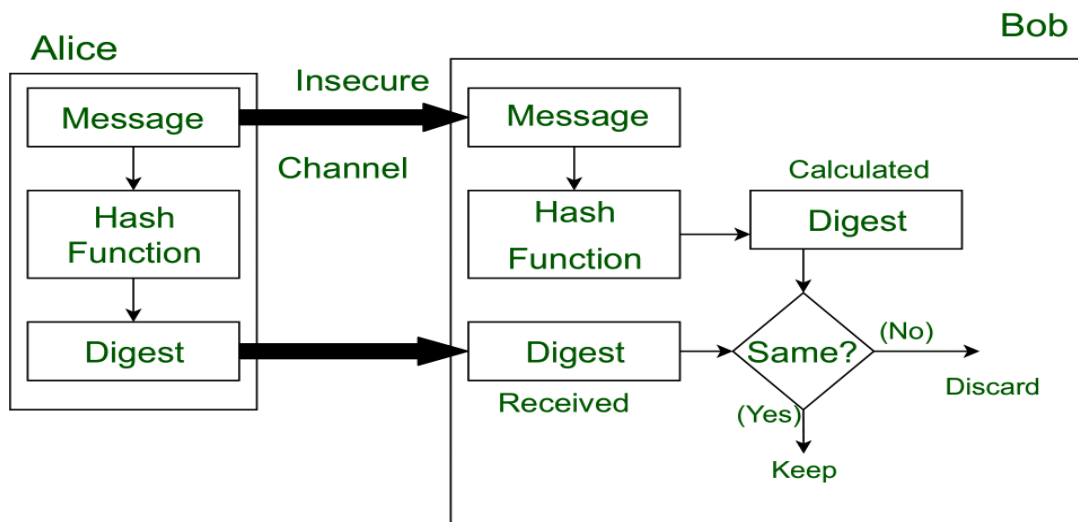 Alice
Message
Hash
Function
Digest
Insecure
Channel
Bob
Message
Hash
Function
Calculated
Digest
Digest
Received
Same?
(No)
Discard
(Yes)
Keep